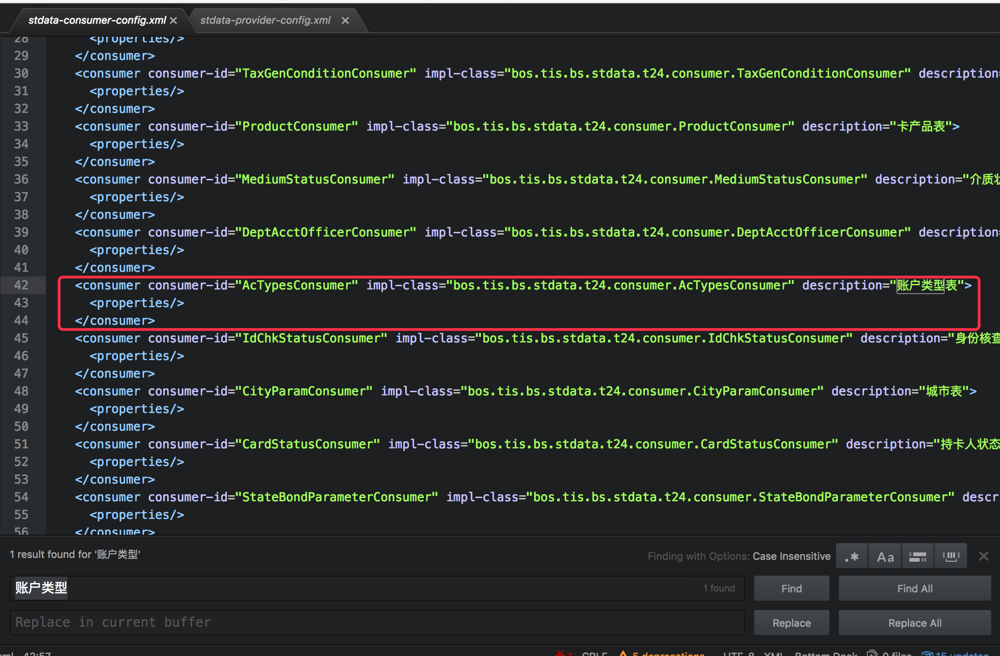 stdata-consumer-config.xml
stdata-provider-config.xml
28 <properties/>
29 </consumer>
30 <consumer consumer-id="TaxGenConditionConsumer" impl-class="bos.tis.bs.stdata.t24.consumer.TaxGenConditionConsumer" description=
31 <properties/>
32 </consumer>
33 <consumer consumer-id="ProductConsumer" impl-class="bos.tis.bs.stdata.t24.consumer.ProductConsumer" description="卡产品表">
34 <properties/>
35 </consumer>
36 <consumer consumer-id="MediumStatusConsumer" impl-class="bos.tis.bs.stdata.t24.consumer.MediumStatusConsumer" description="介质状
37 <properties/>
38 </consumer>
39 <consumer consumer-id="DeptAcctOfficerConsumer" impl-class="bos.tis.bs.stdata.t24.consumer.DeptAcctOfficerConsumer" description=
40 <properties/>
41 </consumer>
42 <consumer consumer-id="AcTypesConsumer" impl-class="bos.tis.bs.stdata.t24.consumer.AcTypesConsumer" description="账户类型表">
43 <properties/>
44 </consumer>
45 <consumer consumer-id="IdChkStatusConsumer" impl-class="bos.tis.bs.stdata.t24.consumer.IdChkStatusConsumer" description="身份核查
46 <properties/>
47 </consumer>
48 <consumer consumer-id="CityParamConsumer" impl-class="bos.tis.bs.stdata.t24.consumer.CityParamConsumer" description="城市表">
49 <properties/>
50 </consumer>
51 <consumer consumer-id="CardStatusConsumer" impl-class="bos.tis.bs.stdata.t24.consumer.CardStatusConsumer" description="持卡人状态
52 <properties/>
53 </consumer>
54 <consumer consumer-id="StateBondParameterConsumer" impl-class="bos.tis.bs.stdata.t24.consumer.StateBondParameterConsumer" descr
55 <properties/>
56 </consumer>
1 result found for '账户类型'
Finding with Options: Case Insensitive
.* Aa
账户类型 1 found
Find
Find All
Replace in current buffer
Replace
Replace All
42:57 1 CRLF 5 deprecations UTF-8 XML Bottom Dock 0 files 15 updates